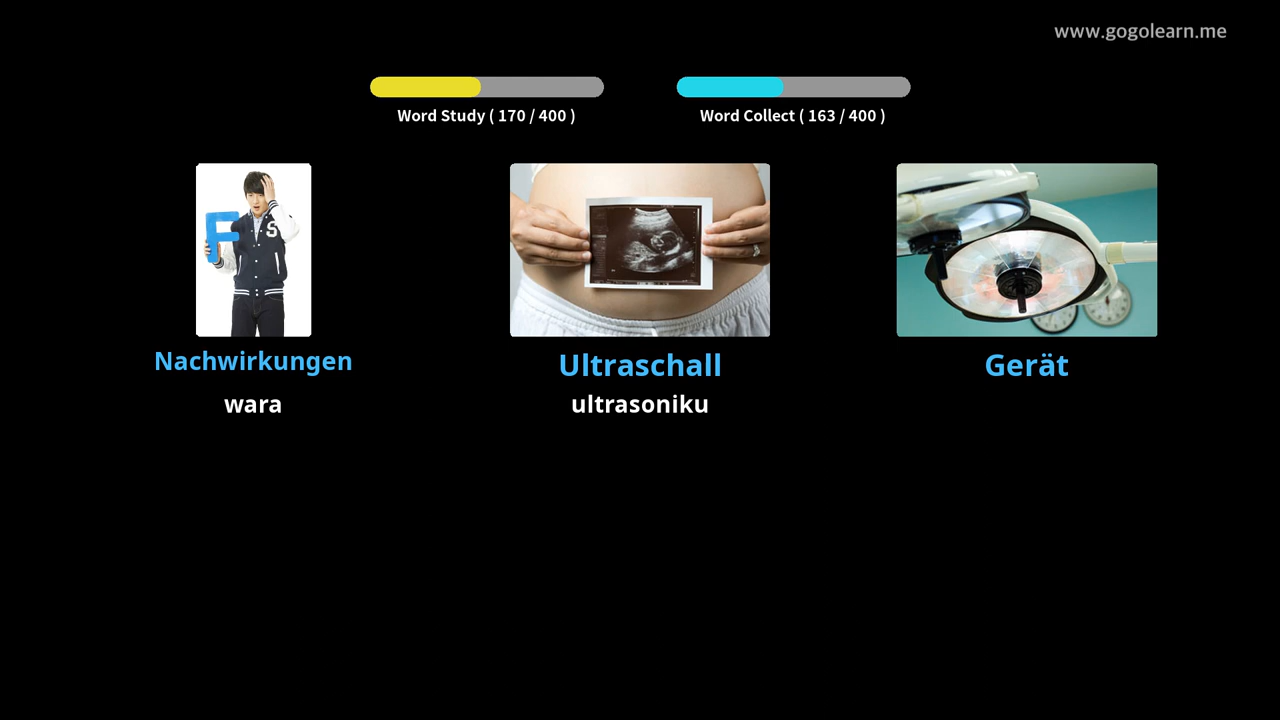 www.gogolearn.me
Word Study ( 170 / 400 )
Word Collect ( 163 / 400 )
F
S
Nachwirkungen
Ultraschall
Gerät
wara
ultrasoniku